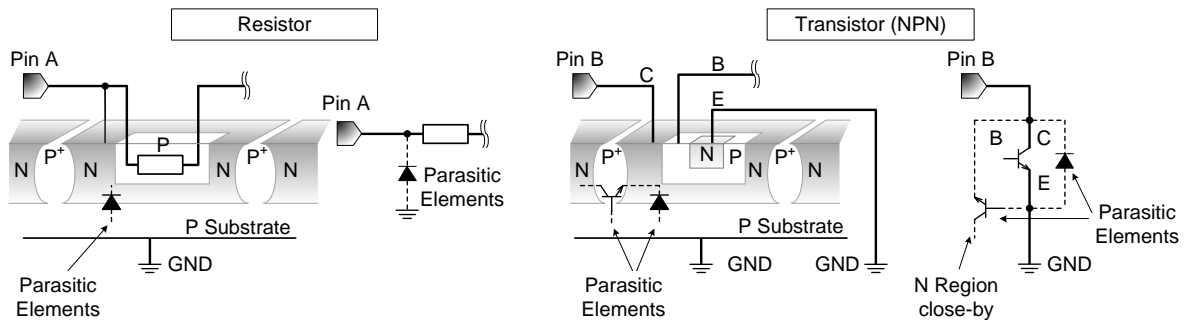 Resistor
Transistor (NPN)
Pin A
Pin A
N
P+
N
P
N
P+
N
Parasitic
Elements
P Substrate
GND
Parasitic
Elements
Pin B
C
B
E
N
P+
N
N
P
N
P+
N
P Substrate
GND
GND
Parasitic
Elements
Pin B
B
C
E
Parasitic
Elements
GND
N Region
close-by